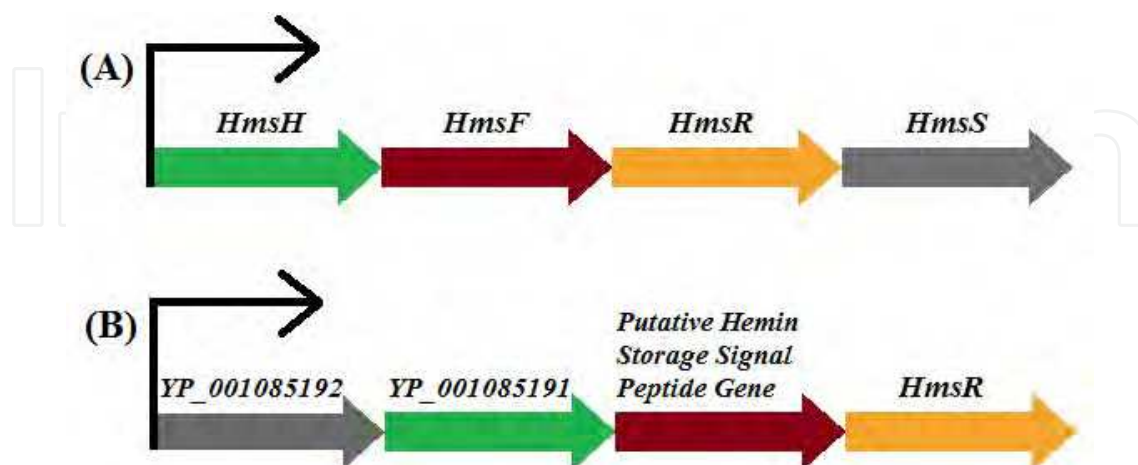 (A)
HmsH HmsF HmsR HmsS
(B)
Putative Hemin
Storage Signal
Peptide Gene
YP_001085192 YP_001085191 HmsR